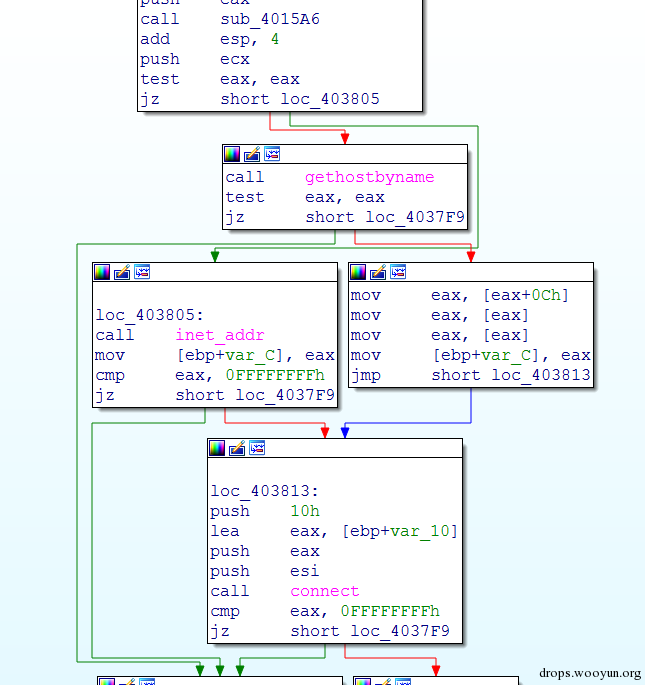 push eax
call sub_4015A6
add esp, 4
push ecx
test eax, eax
jz short loc_403805
call gethostbyname
test eax, eax
jz short loc_4037F9
loc_403805:
call inet_addr
mov [ebp+var_C], eax
cmp eax, 0FFFFFFFFh
jz short loc_4037F9
mov eax, [eax+0Ch]
mov eax, [eax]
mov eax, [eax]
mov [ebp+var_C], eax
jmp short loc_403813
loc_403813:
push 10h
lea eax, [ebp+var_10]
push eax
push esi
call connect
cmp eax, 0FFFFFFFFh
jz short loc_4037F9
drops.wooyun.org